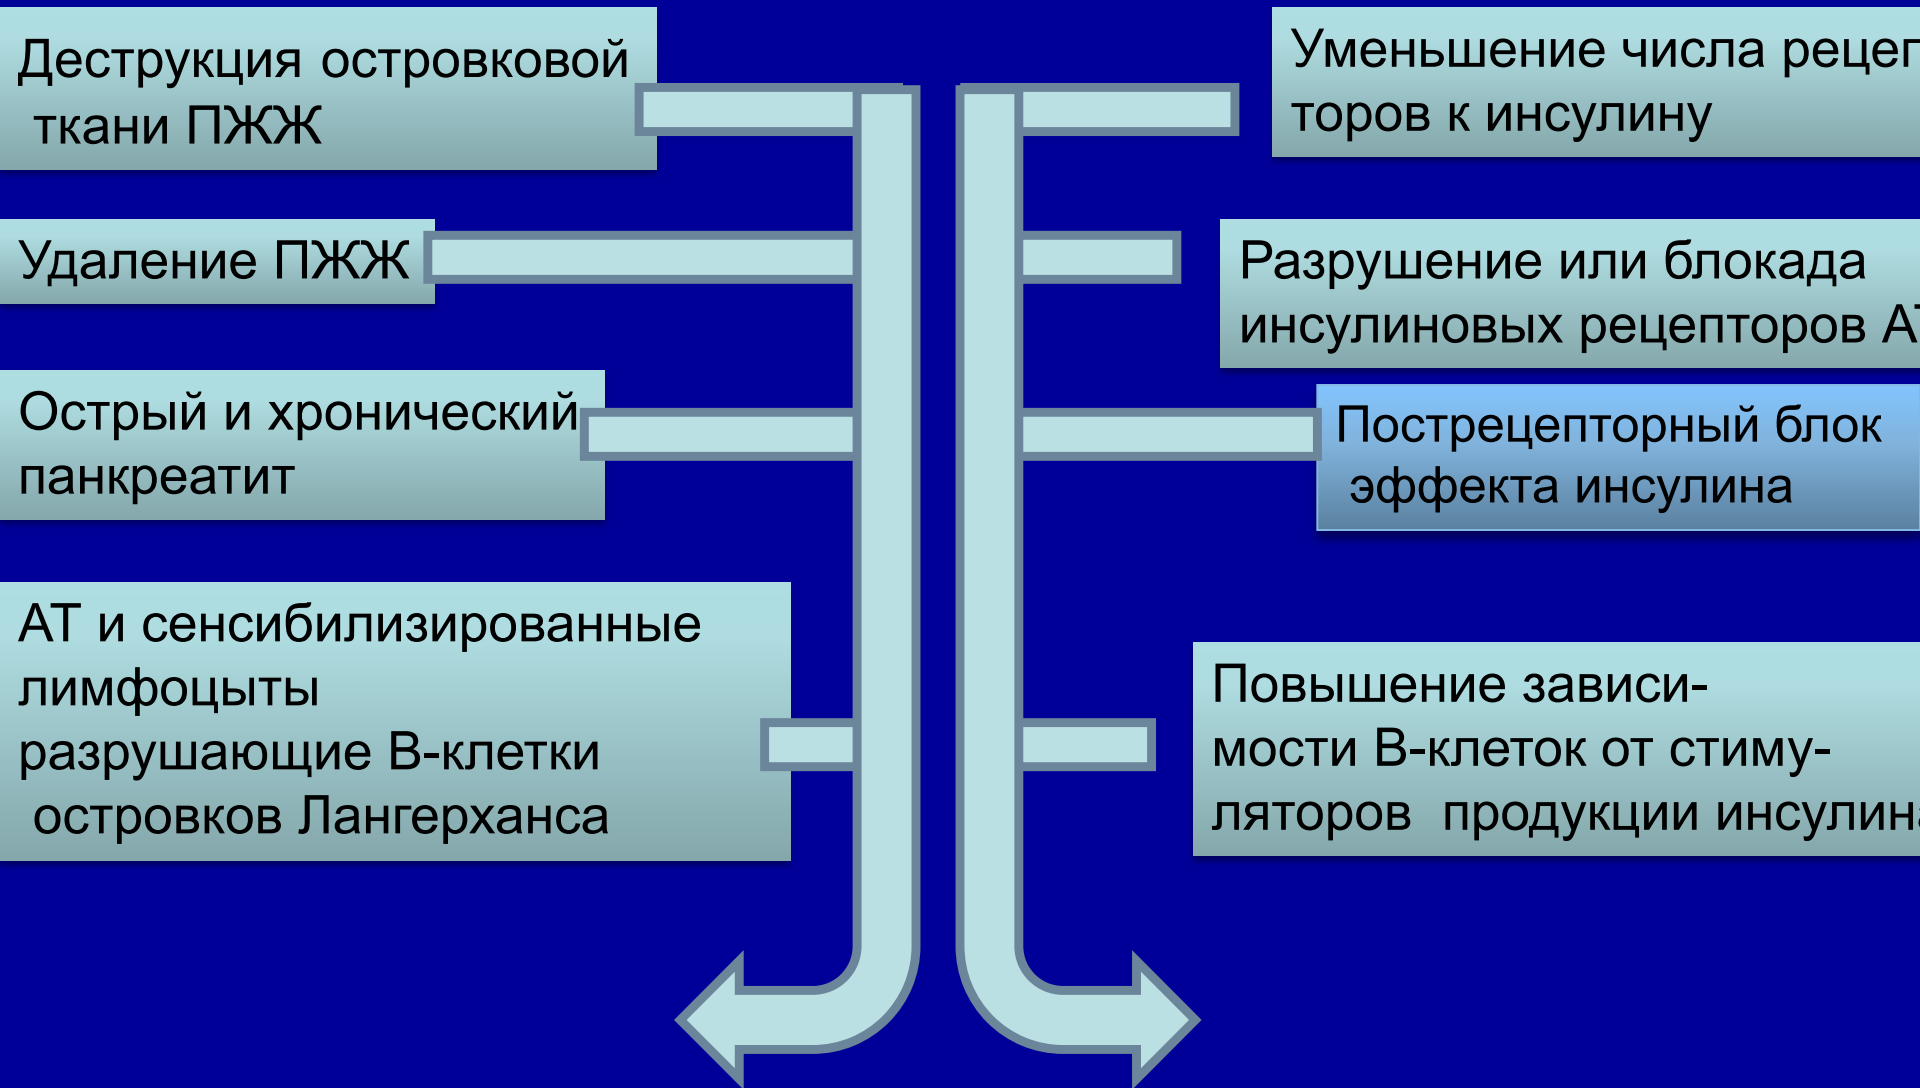 Деструкция островковой
ткани ПЖЖ
Удаление ПЖЖ
Острый и хронический
панкреатит
АТ и сенсибилизированные
лимфоциты
разрушающие В-клетки
островков Лангерханса
Уменьшение числа рецеп
торов к инсулину
Разрушение или блокада
инсулиновых рецепторов АТ
Пострецепторный блок
эффекта инсулина
Повышение зависи-
мости В-клеток от стиму-
ляторов продукции инсулина